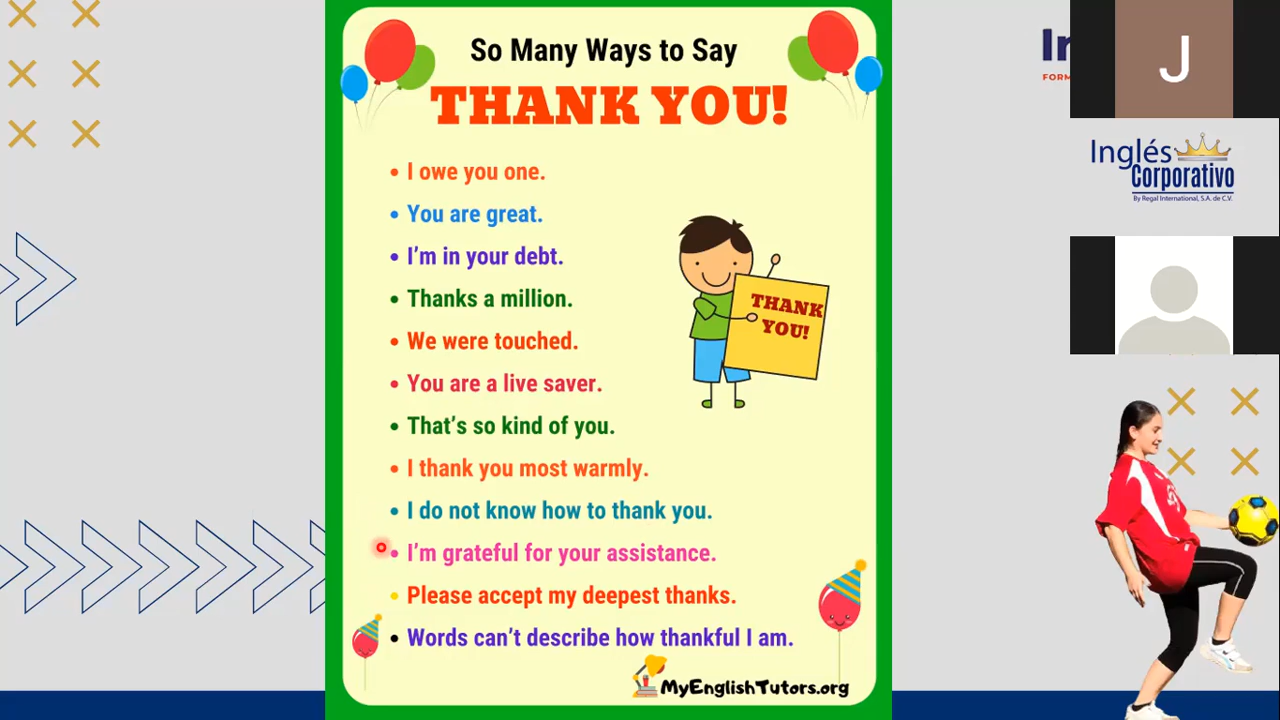 So Many Ways to Say
THANK YOU!
I owe you one.
You are great.
I'm in your debt.
Thanks a million.
We were touched.
You are a live saver.
That's so kind of you.
I thank you most warmly.
I do not know how to thank you.
I'm grateful for your assistance.
Please accept my deepest thanks.
Words can't describe how thankful I am.
MyEnglishTutors.org
THANK
YOU!
J
Inglés
Corporativo
By Regal International, S.A. de C.V.